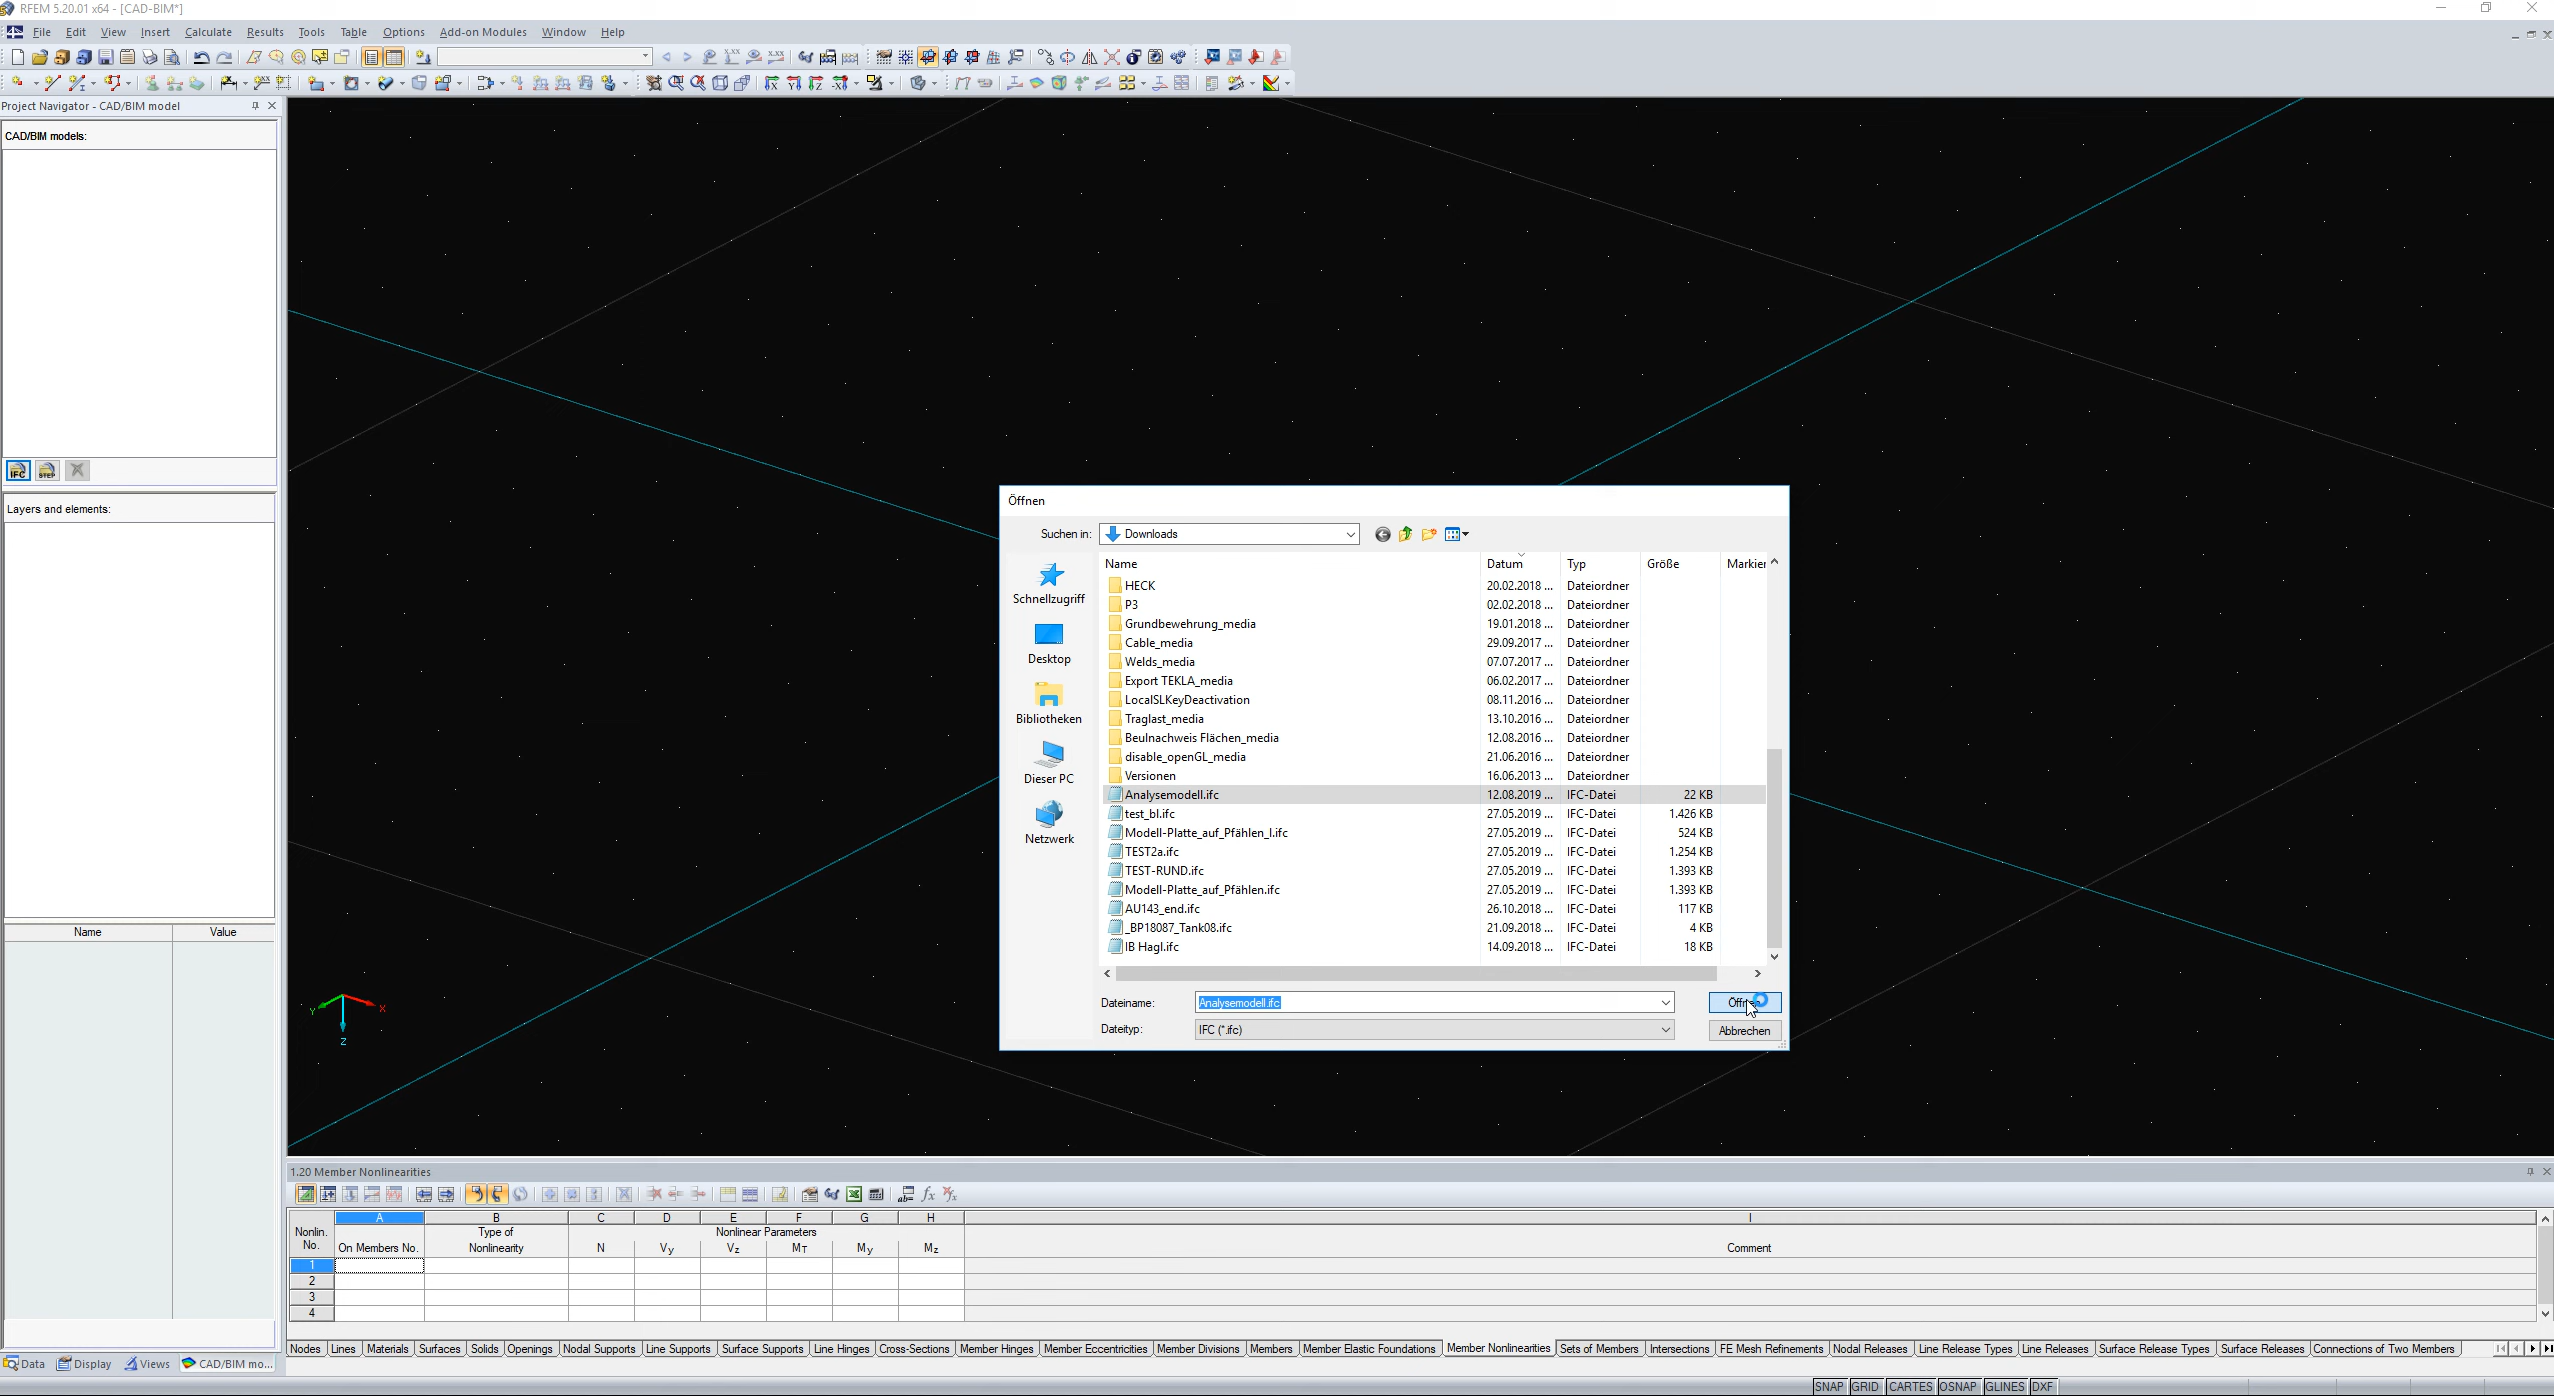 RFEM 5.20.01 x64 - [CAD-BIM*]
File Edit View Insert Calculate Results Tools Table Options Add-on Modules Window Help
Project Navigator - CAD/BIM model
CAD/BIM models:
IFC STEP
Layers and elements:
Name Value
Data Display Views CAD/BIM mo...
X
Y
Z
Öffnen
Suchen in: Downloads
Schnellzugriff
Desktop
Bibliotheken
Dieser PC
Netzwerk
Name Datum Typ Größe Markier
HECK 20.02.2018 ... Dateiordner
P3 02.02.2018 ... Dateiordner
Grundbewehrung_media 19.01.2018 ... Dateiordner
Cable_media 29.09.2017 ... Dateiordner
Welds_media 07.07.2017 ... Dateiordner
Export TEKLA_media 06.02.2017 ... Dateiordner
LocalSLKeyDeactivation 08.11.2016 ... Dateiordner
Traglast_media 13.10.2016 ... Dateiordner
Beulnachweis Flächen_media 12.08.2016 ... Dateiordner
disable_openGL_media 21.06.2016 ... Dateiordner
Versionen 16.06.2013 ... Dateiordner
Analysemodell.ifc 12.08.2019 ... IFC-Datei 22 KB
test_bl.ifc 27.05.2019 ... IFC-Datei 1.426 KB
Modell-Platte_auf_Pfählen_I.ifc 27.05.2019 ... IFC-Datei 524 KB
TEST2a.ifc 27.05.2019 ... IFC-Datei 1.254 KB
TEST-RUND.ifc 27.05.2019 ... IFC-Datei 1.393 KB
Modell-Platte_auf_Pfählen.ifc 27.05.2019 ... IFC-Datei 1.393 KB
AU143_end.ifc 26.10.2018 ... IFC-Datei 117 KB
_BP18087_Tank08.ifc 21.09.2018 ... IFC-Datei 4 KB
IB Hagl.ifc 14.09.2018 ... IFC-Datei 18 KB
Dateiname: Analysemodell.ifc
Dateityp: IFC (*.ifc) Abbrechen
1.20 Member Nonlinearities
A B C D E F G H I
Nonlin. Type of Nonlinear Parameters
No. On Members No. Nonlinearity N Vy Vz MT My Mz Comment
1
2
3
4
Nodes Lines Materials Surfaces Solids Openings Nodal Supports Line Supports Surface Supports Line Hinges Cross-Sections Member Hinges Member Eccentricities Member Divisions Members Member Elastic Foundations Member Nonlinearities Sets of Members Intersections FE Mesh Refinements Nodal Releases Line Release Types Line Releases Surface Release Types Surface Releases Connections of Two Members
SNAP GRID CARTES OSNAP GLINES DXF